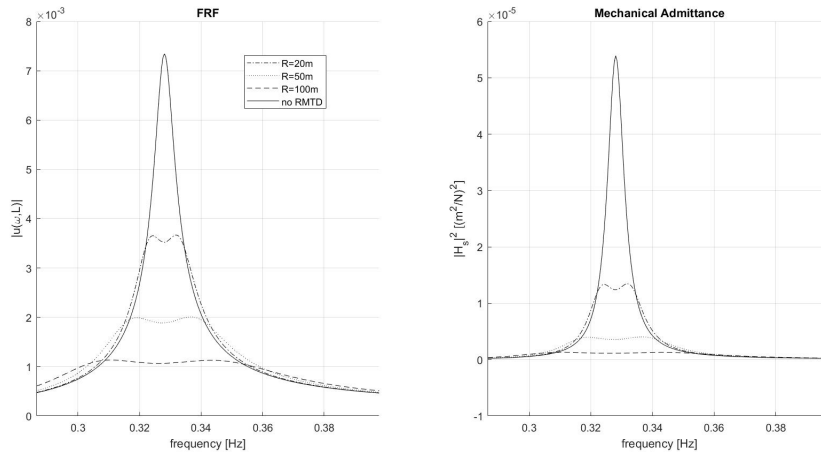 FRF
×10⁻³
8
7
6
5
4
3
2
1
0
|u(ω,L)|
0.3
0.32
0.34
0.36
0.38
frequency [Hz]
R=20m
R=50m
R=100m
no RMTD
Mechanical Admittance
×10⁻⁵
6
5
4
3
2
1
0
-1
|Hₛ|² [(m²/N)²]
0.3
0.32
0.34
0.36
0.38
frequency [Hz]